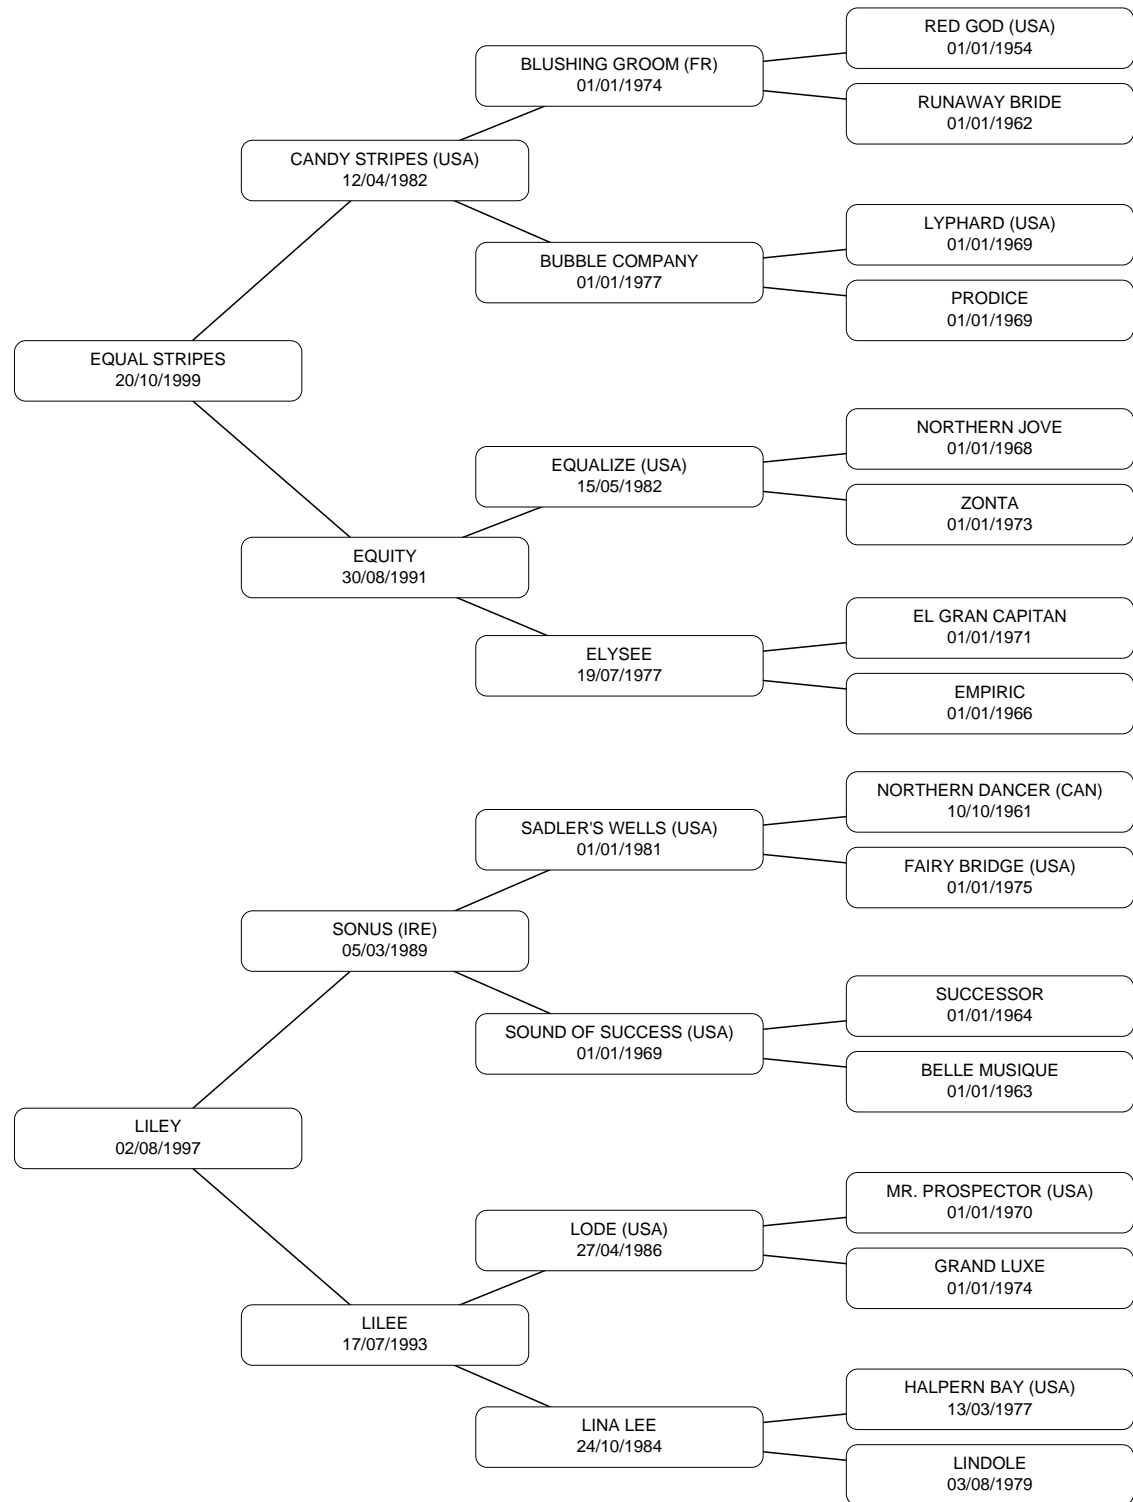 RED GOD (USA)
01/01/1954
BLUSHING GROOM (FR)
01/01/1974
RUNAWAY BRIDE
01/01/1962
CANDY STRIPES (USA)
12/04/1982
LYPHARD (USA)
01/01/1969
BUBBLE COMPANY
01/01/1977
PRODICE
01/01/1969
EQUAL STRIPES
20/10/1999
NORTHERN JOVE
01/01/1968
EQUALIZE (USA)
15/05/1982
ZONTA
01/01/1973
EQUITY
30/08/1991
EL GRAN CAPITAN
01/01/1971
ELYSEE
19/07/1977
EMPIRIC
01/01/1966
NORTHERN DANCER (CAN)
10/10/1961
SADLER'S WELLS (USA)
01/01/1981
FAIRY BRIDGE (USA)
01/01/1975
SONUS (IRE)
05/03/1989
SUCCESSOR
01/01/1964
SOUND OF SUCCESS (USA)
01/01/1969
BELLE MUSIQUE
01/01/1963
LILEY
02/08/1997
MR. PROSPECTOR (USA)
01/01/1970
LODE (USA)
27/04/1986
GRAND LUXE
01/01/1974
LILEE
17/07/1993
HALPERN BAY (USA)
13/03/1977
LINA LEE
24/10/1984
LINDOLE
03/08/1979